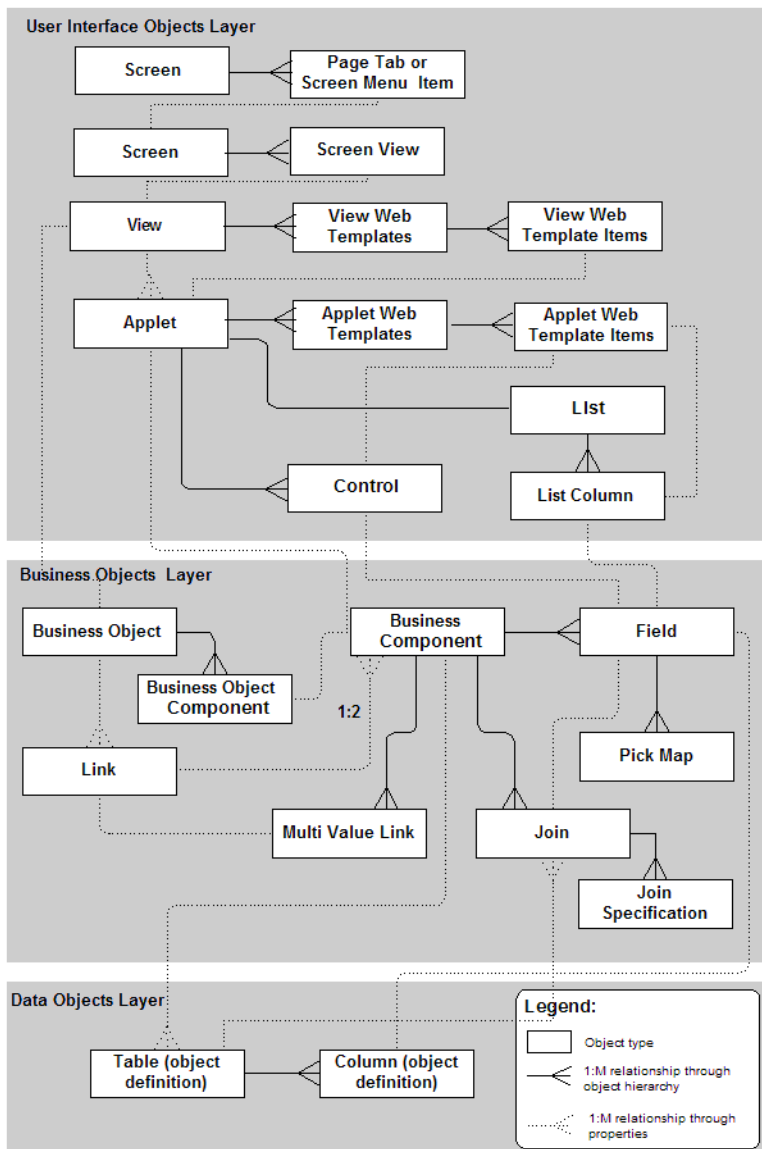 User Interface Objects Layer
Screen
Page Tab or
Screen Menu Item
Screen
Screen View
View
View Web
Templates
View Web
Template Items
Applet
Applet Web
Templates
Applet Web
Template Items
LIst
Control
List Column
Business Objects Layer
Business Object
Business
Component
Field
Business Object
Component
1:2
Link
Pick Map
Multi Value Link
Join
Join
Specification
Data Objects Layer
Table (object
definition)
Column (object
definition)
Legend:
Object type
1:M relationship through
object hierarchy
1:M relationship through
properties